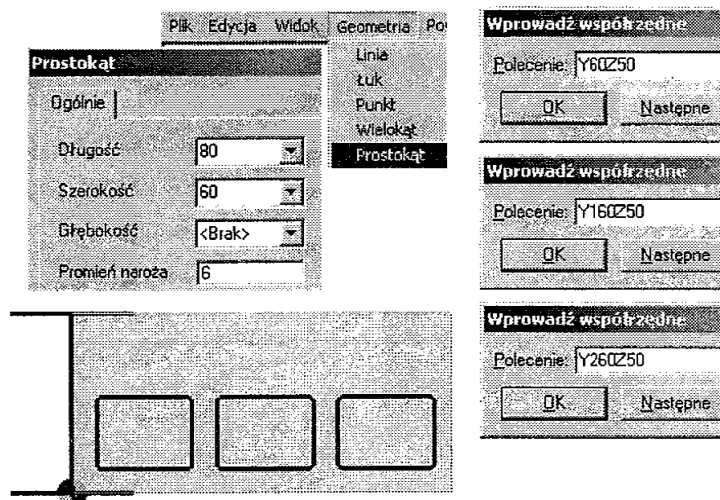 Plik Edycja Widok Geometria Po
Linia
Łuk
Punkt
Wielokąt
Prostokąt
Prostokąt
Ogólnie
Długość 80
Szerokość 60
Głębokość <Brak>
Promień naroża 6
Wprowadź współrzędne
Polecenie: Y60Z50
OK Następne
Wprowadź współrzędne
Polecenie: Y160Z50
OK Następne
Wprowadź współrzędne
Polecenie: Y260Z50
OK Następne